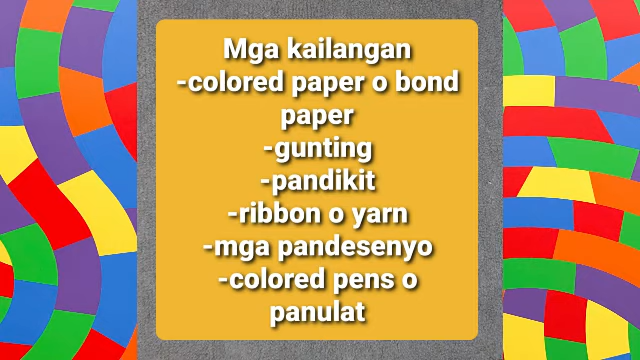 Mga kailangan
-colored paper o bond
paper
-gunting
-pandikit
-ribbon o yarn
-mga pandesenyo
-colored pens o
panulat